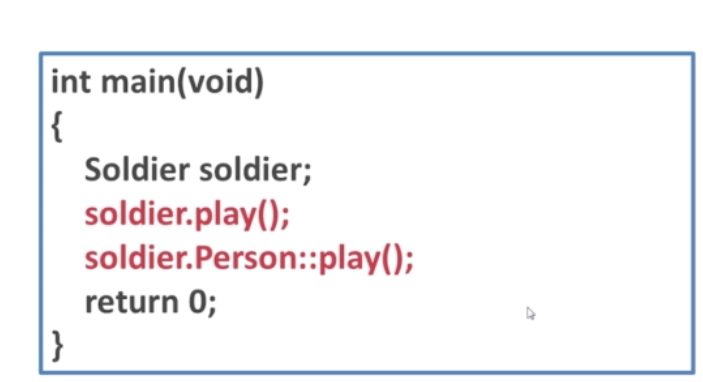 int main(void)
{
Soldier soldier;
soldier.play();
soldier.Person::play();
return 0;
}